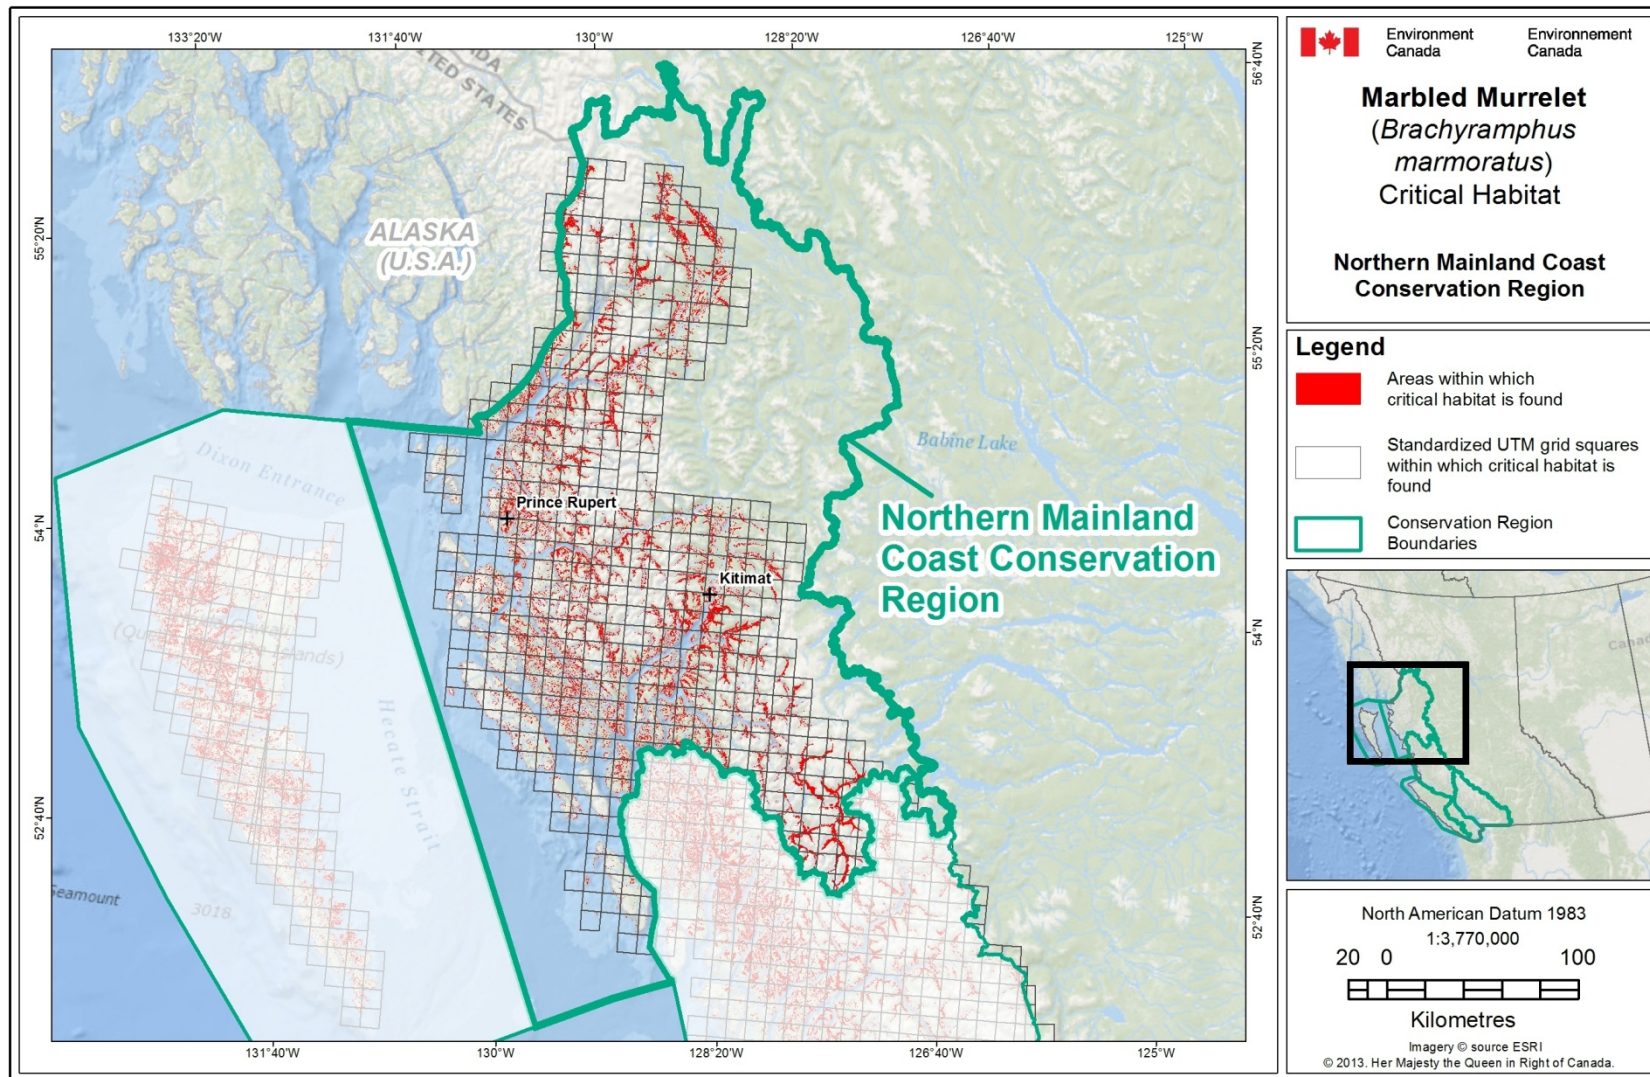 133°20'W 131°40'W 130°W 128°20'W 126°40'W 125°W
56°40'N
55°20'N
54°N
52°40'N
55°20'N
54°N
52°40'N
131°40'W 130°W 128°20'W 126°40'W 125°W
UNITED STATES
ALASKA
(U.S.A.)
Dixon Entrance
Prince Rupert
Kitimat
Babine Lake
Northern Mainland
Coast Conservation
Region
Hecate Strait
Seamount
3018
Environment
Canada
Environnement
Canada
Marbled Murrelet
(Brachyramphus
marmoratus)
Critical Habitat
Northern Mainland Coast
Conservation Region
Legend
Areas within which
critical habitat is found
Standardized UTM grid squares
within which critical habitat is
found
Conservation Region
Boundaries
North American Datum 1983
1:3,770,000
20 0 100
Kilometres
Imagery © source ESRI
© 2013. Her Majesty the Queen in Right of Canada.